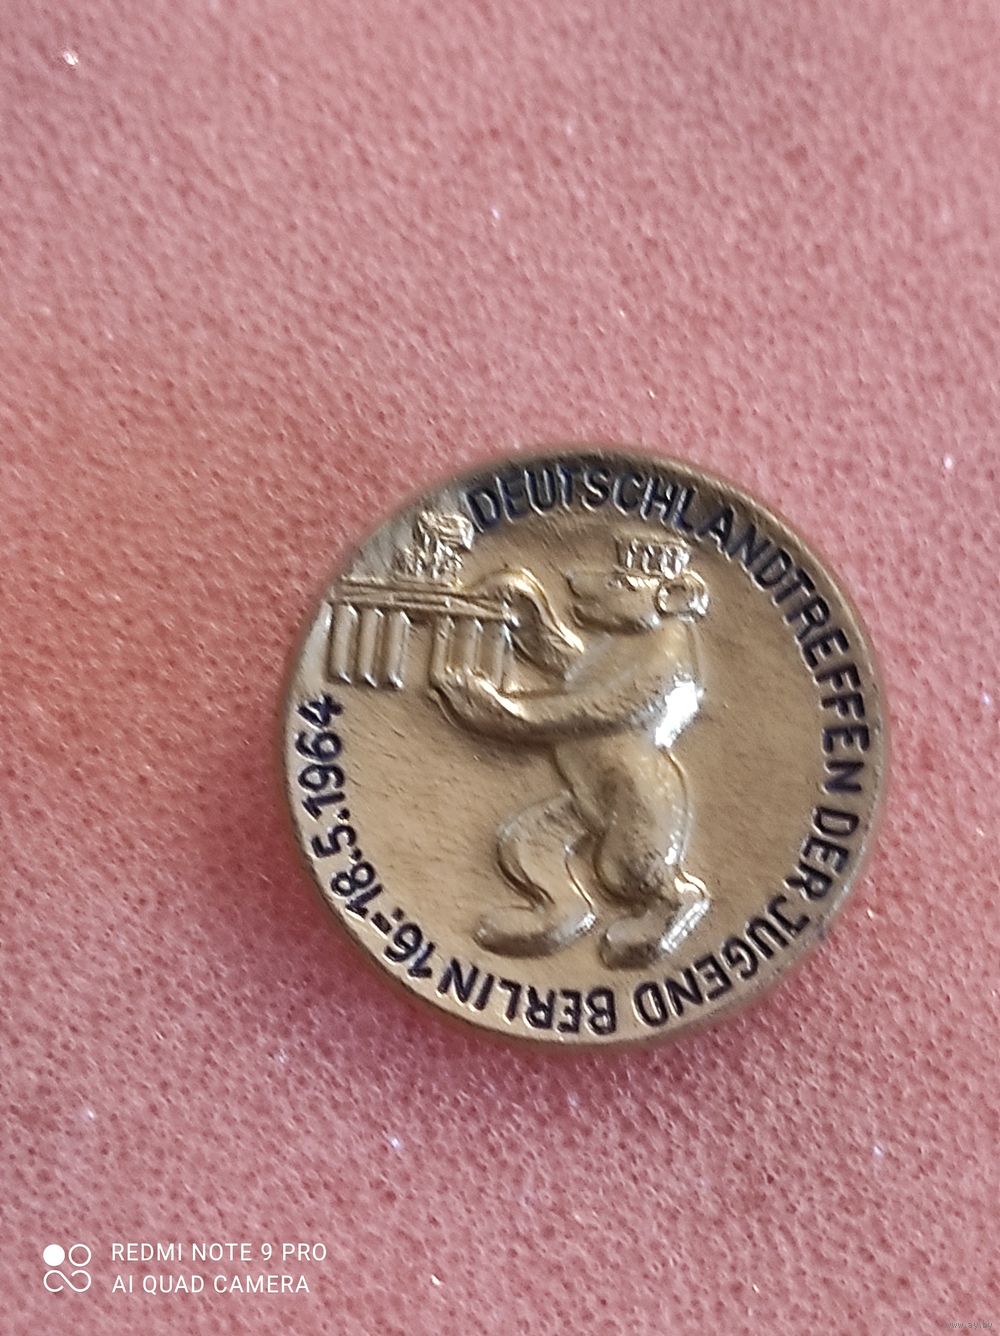 DEUTSCHLANDTREFFEN DER JUGEND BERLIN 16.-18.5.1964
REDMI NOTE 9 PRO
AI QUAD CAMERA